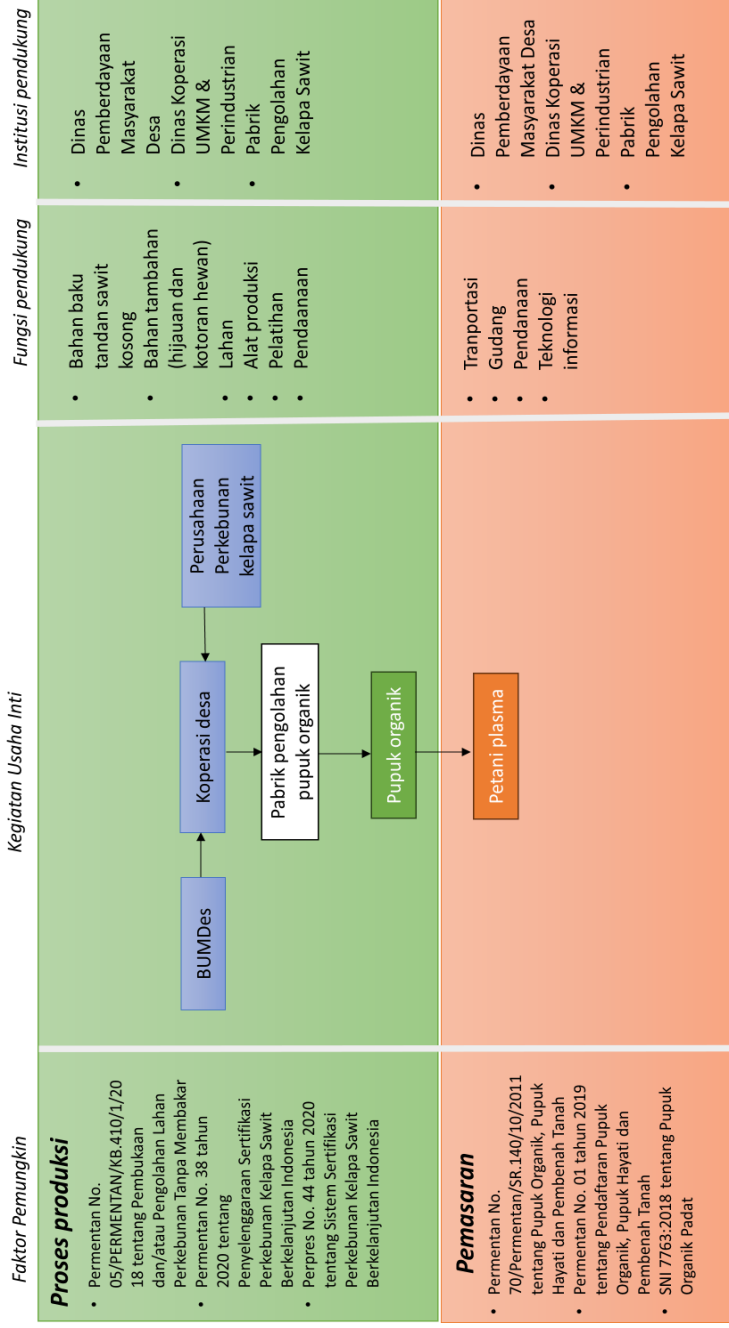 Faktor Pemungkin
Kegiatan Usaha Inti
Fungsi pendukung
Institusi pendukung
Proses produksi
• Permentan No.
05/PERMENTAN/KB.410/1/20
18 tentang Pembukaan
dan/atau Pengolahan Lahan
Perkebunan Tanpa Membakar
• Permentan No. 38 tahun
2020 tentang
Penyelenggaraan Sertifikasi
Perkebunan Kelapa Sawit
Berkelanjutan Indonesia
• Perpres No. 44 tahun 2020
tentang Sistem Sertifikasi
Perkebunan Kelapa Sawit
Berkelanjutan Indonesia
BUMDes
Koperasi desa
Perusahaan
Perkebunan
kelapa sawit
Pabrik pengolahan
pupuk organik
Pupuk organik
• Bahan baku
tandan sawit
kosong
• Bahan tambahan
(hijauan dan
kotoran hewan)
• Lahan
• Alat produksi
• Pelatihan
• Pendaanaan
• Dinas
Pemberdayaan
Masyarakat
Desa
• Dinas Koperasi
UMKM &
Perindustrian
• Pabrik
Pengolahan
Kelapa Sawit
Pemasaran
• Permentan No.
70/Permentan/SR.140/10/2011
tentang Pupuk Organik, Pupuk
Hayati dan Pembenah Tanah
• Permentan No. 01 tahun 2019
tentang Pendaftaran Pupuk
Organik, Pupuk Hayati dan
Pembenah Tanah
• SNI 7763:2018 tentang Pupuk
Organik Padat
Petani plasma
• Tranportasi
• Gudang
• Pendanaan
• Teknologi
informasi
• Dinas
Pemberdayaan
Masyarakat Desa
• Dinas Koperasi
UMKM &
Perindustrian
• Pabrik
Pengolahan
Kelapa Sawit